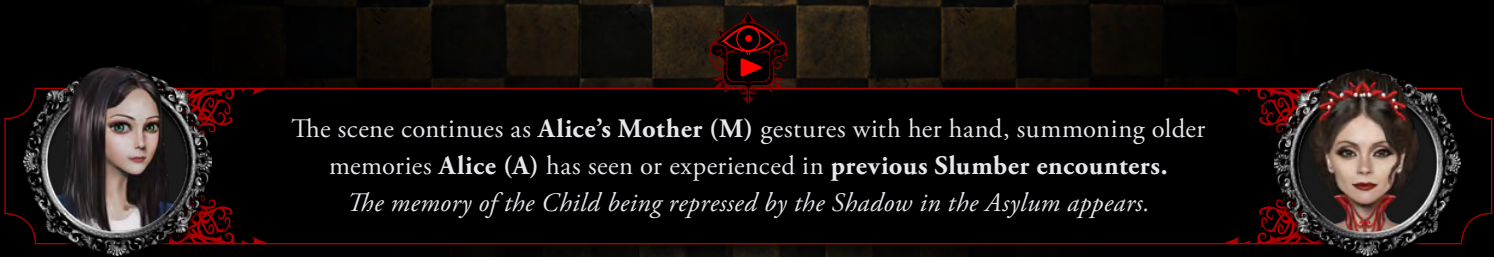 The scene continues as Alice’s Mother (M) gestures with her hand, summoning older
memories Alice (A) has seen or experienced in previous Slumber encounters.
The memory of the Child being repressed by the Shadow in the Asylum appears.